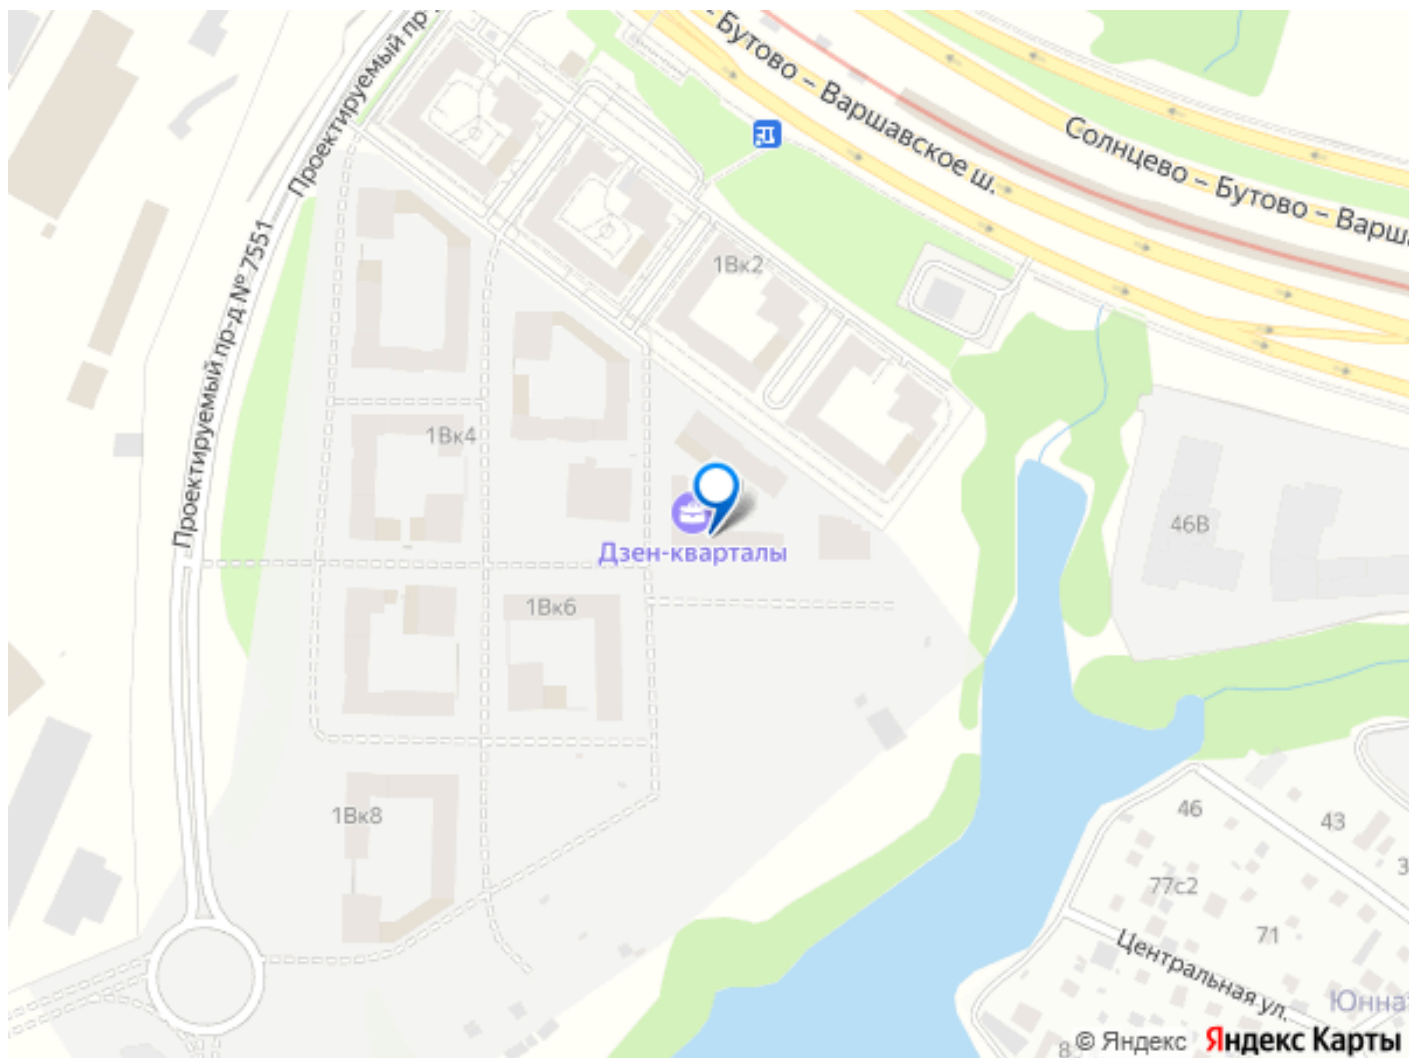 Бутово – Варшавское ш.
Солнцево – Бутово – Варш
Проектируемый пр-
Проектируемый пр-д № 7551
1Вк2
1Вк4
46В
Дзен-кварталы
1Вк6
1Вк8
46
43
77с2
71
Центральная ул.
Юнна
© Яндекс
Яндекс Карты